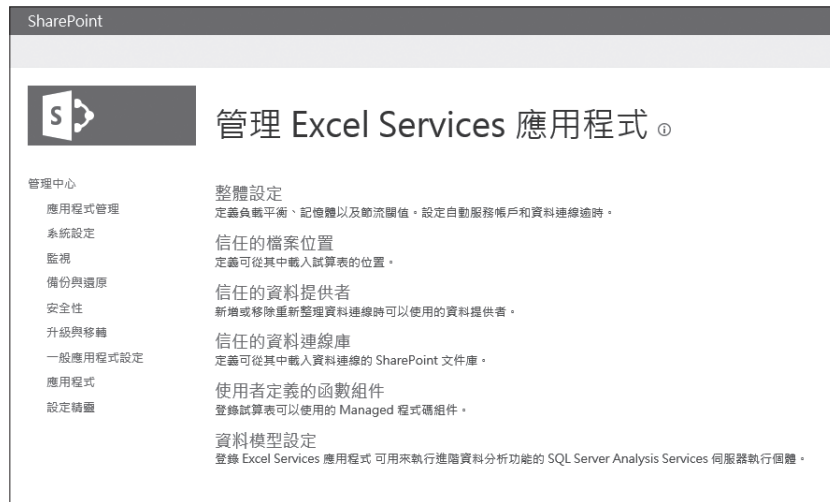 SharePoint
管理 Excel Services 應用程式
管理中心
應用程式管理
系統設定
監視
備份與還原
安全性
升級與移轉
一般應用程式設定
應用程式
設定精靈
整體設定
定義負載平衡、記憶體以及節流閥值。設定自動服務帳戶和資料連線逾時。
信任的檔案位置
定義可從其中載入試算表的位置。
信任的資料提供者
新增或移除重新整理資料連線時可以使用的資料提供者。
信任的資料連線庫
定義可從其中載入資料連線的 SharePoint 文件庫。
使用者定義的函數組件
登錄試算表可以使用的 Managed 程式碼組件。
資料模型設定
登錄 Excel Services 應用程式 可用來執行進階資料分析功能的 SQL Server Analysis Services 伺服器執行個體。